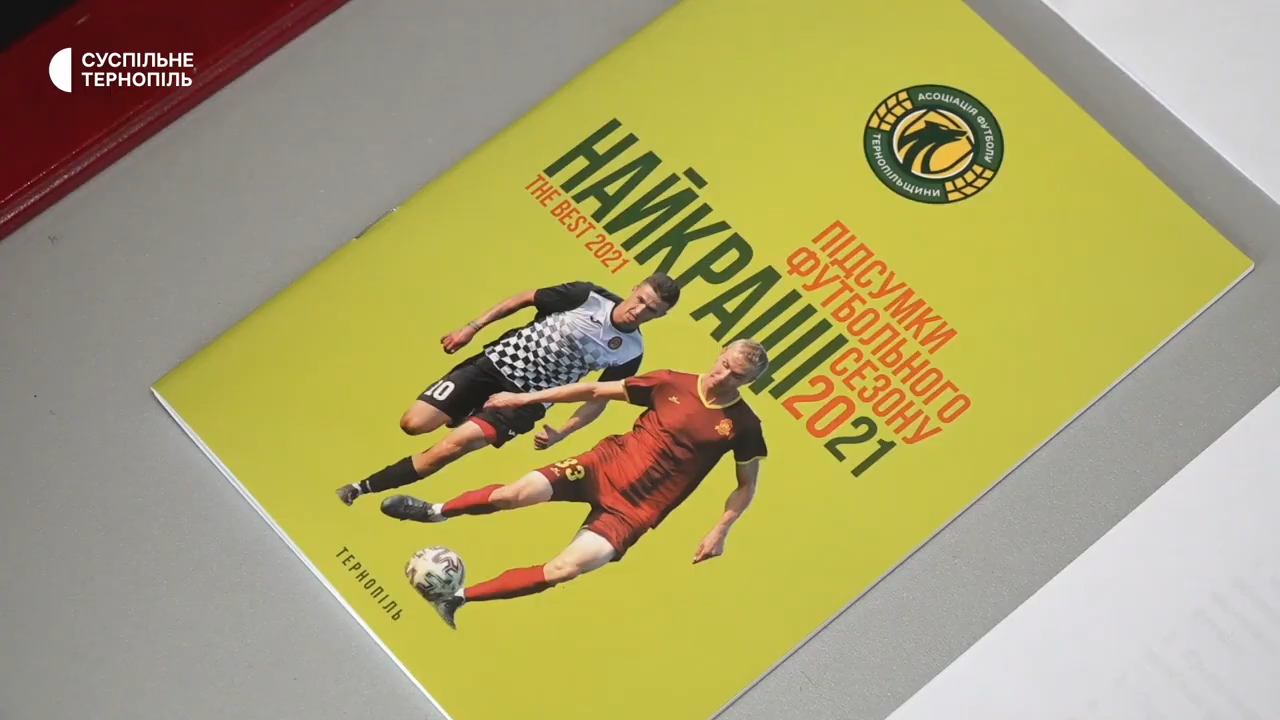 СУСПІЛЬНЕ
ТЕРНОПІЛЬ
АСОЦІАЦІЯ ФУТБОЛУ
ТЕРНОПІЛЬЩИНИ
НАЙКРАЩІ 2021
THE BEST 2021
ПІДСУМКИ
ФУТБОЛЬНОГО
СЕЗОНУ
10
33
ТЕРНОПІЛЬ